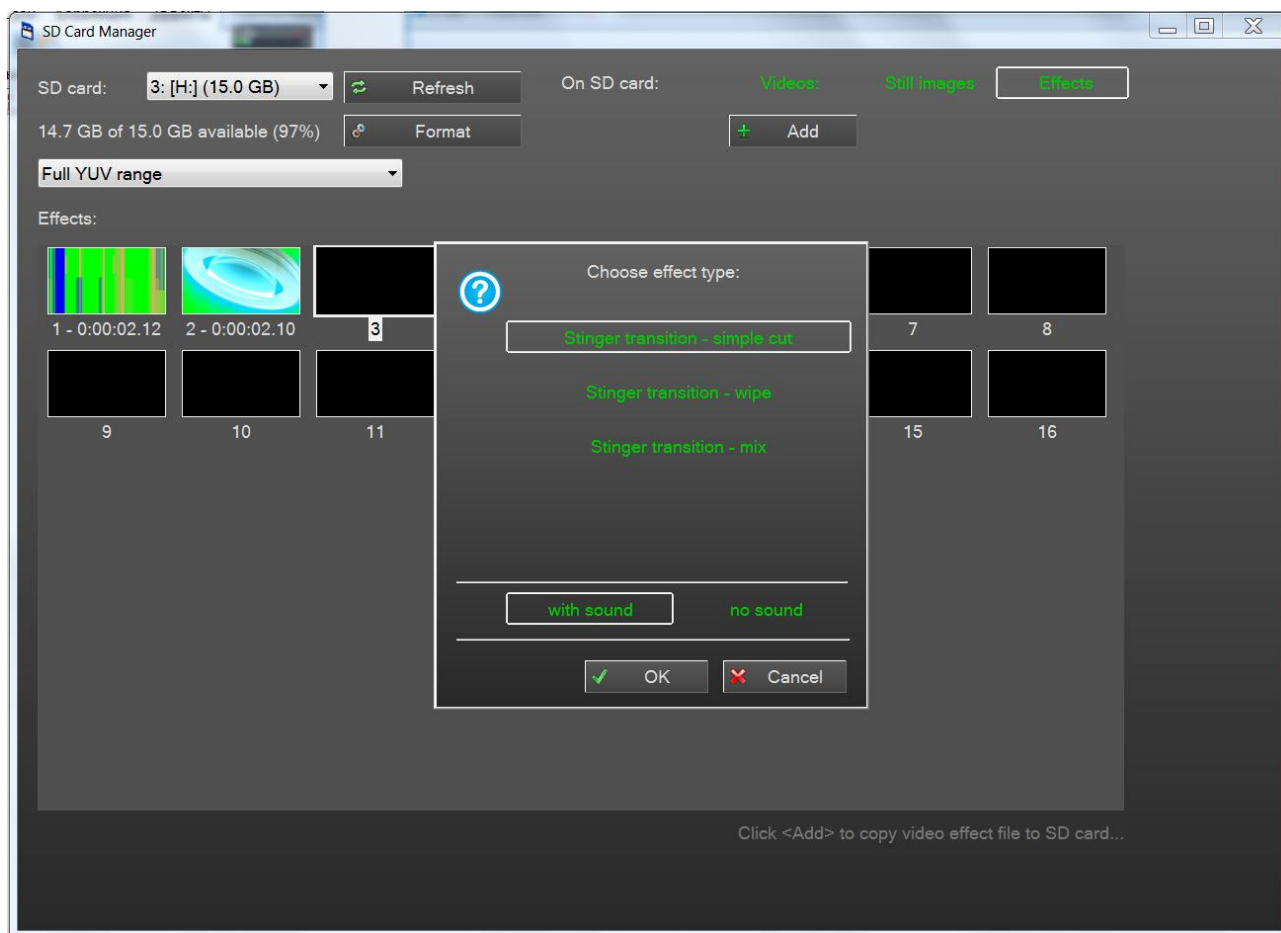 SD Card Manager
SD card:
3: [H:] (15.0 GB)
Refresh
On SD card:
Videos:
Still images
Effects
14.7 GB of 15.0 GB available (97%)
Format
Add
Full YUV range
Effects:
1 - 0:00:02.12
2 - 0:00:02.10
3
7
8
9
10
11
15
16
Choose effect type:
Stinger transition - simple cut
Stinger transition - wipe
Stinger transition - mix
with sound
no sound
OK
Cancel
Click <Add> to copy video effect file to SD card...